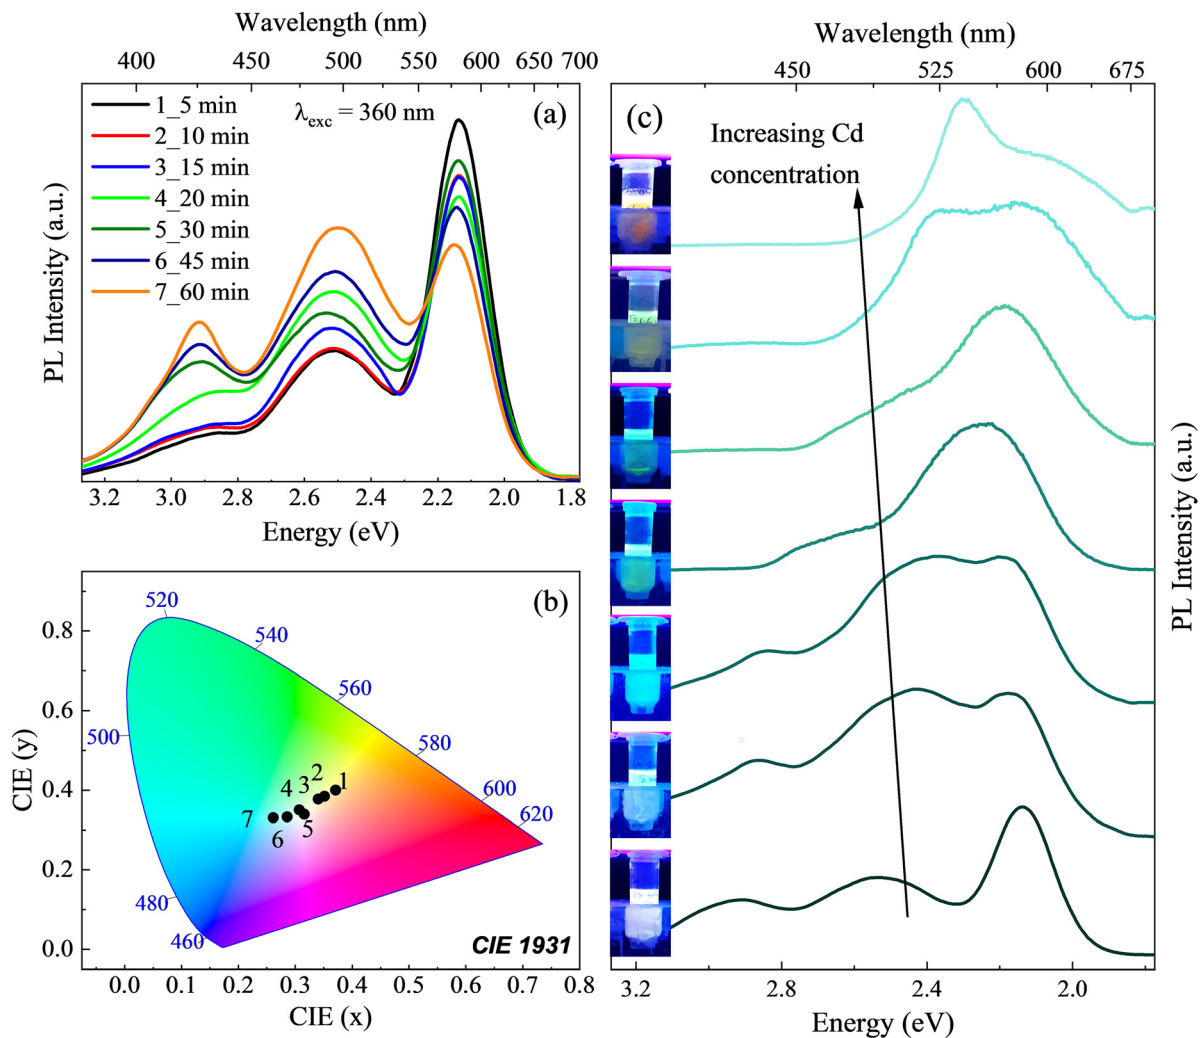 Wavelength (nm)
400 450 500 550 600 650 700
PL Intensity (a.u.)
1_5 min
2_10 min
3_15 min
4_20 min
5_30 min
6_45 min
7_60 min
λexc = 360 nm
(a)
3.2 3.0 2.8 2.6 2.4 2.2 2.0 1.8
Energy (eV)
(b)
CIE (y)
0.8
0.6
0.4
0.2
0.0
520
540
560
500
580
600
620
480
460
1
2
3
4
5
6
7
CIE 1931
0.0 0.1 0.2 0.3 0.4 0.5 0.6 0.7 0.8
CIE (x)
Wavelength (nm)
450 525 600 675
(c)
Increasing Cd
concentration
PL Intensity (a.u.)
3.2 2.8 2.4 2.0
Energy (eV)